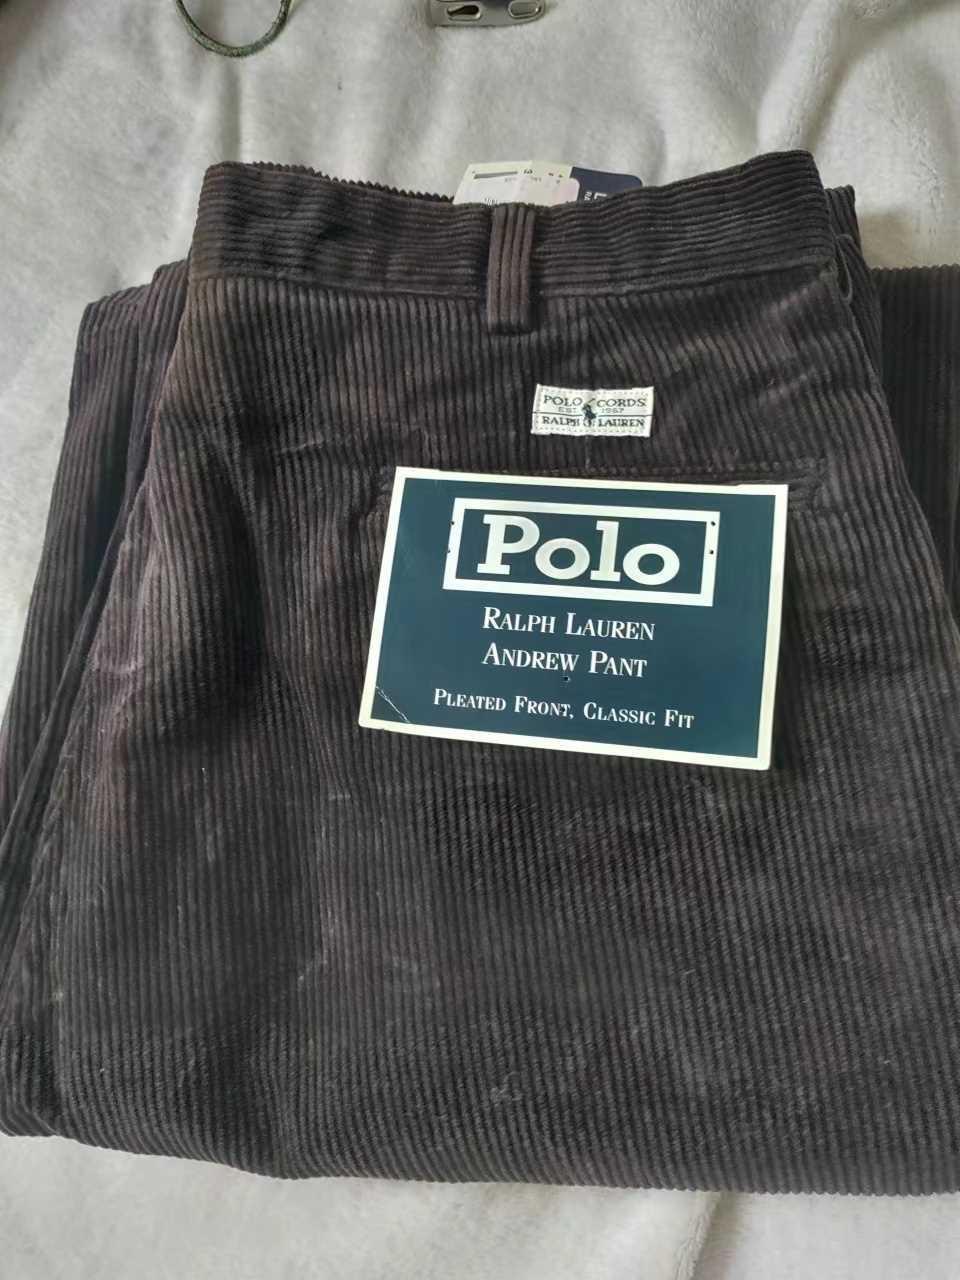 POLO CORDS
EST 1967
RALPH LAUREN
Polo
RALPH LAUREN
ANDREW PANT
PLEATED FRONT, CLASSIC FIT